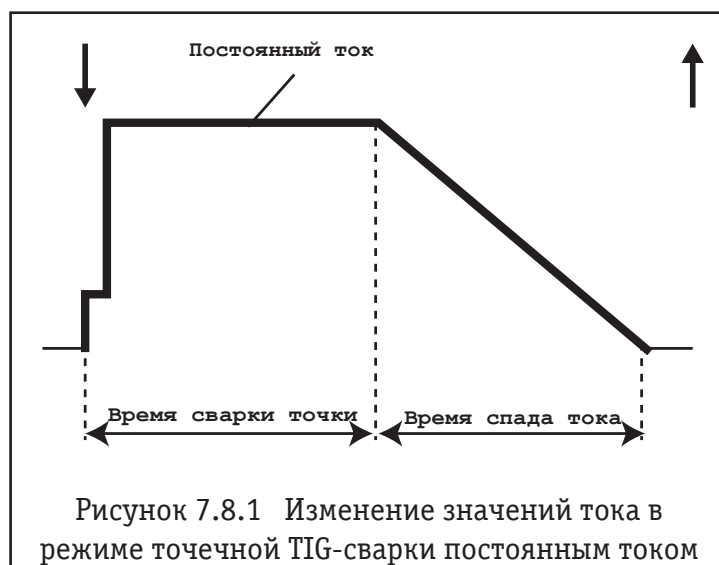 Постоянный ток
Время сварки точки
Время спада тока
Рисунок 7.8.1 Изменение значений тока в
режиме точечной TIG-сварки постоянным током